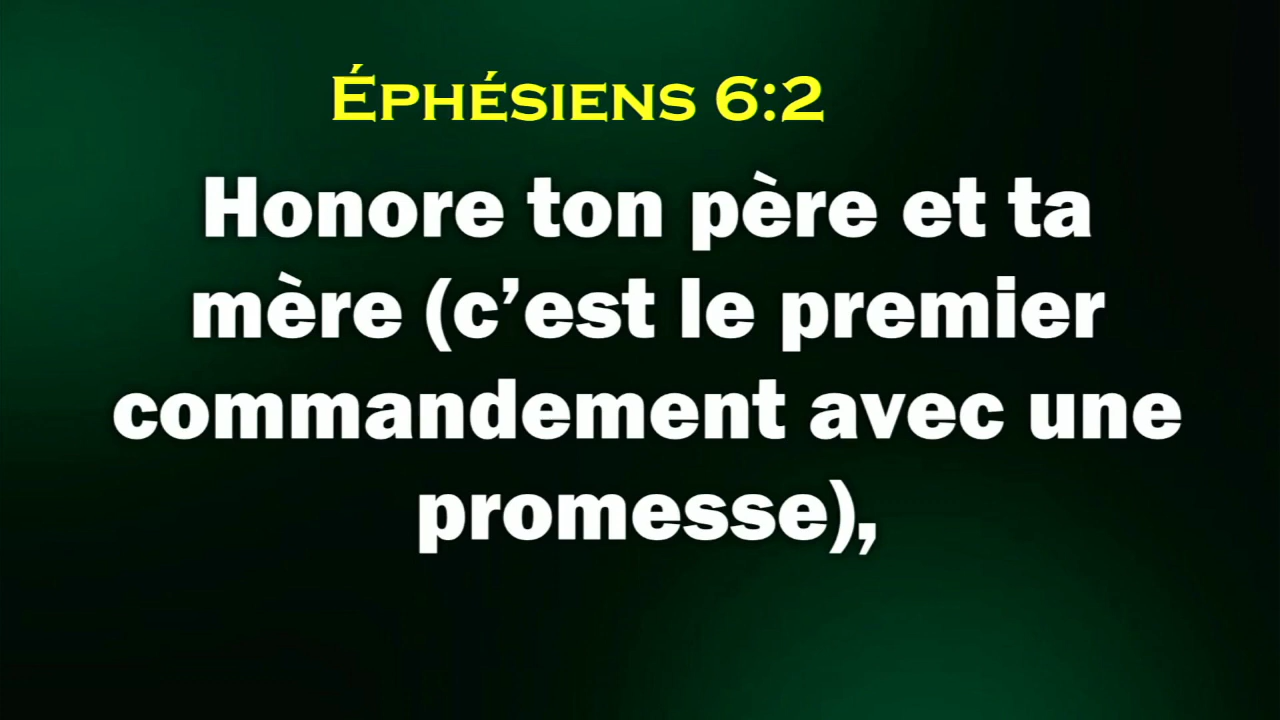 Éphésiens 6:2
Honore ton père et ta
mère (c’est le premier
commandement avec une
promesse),